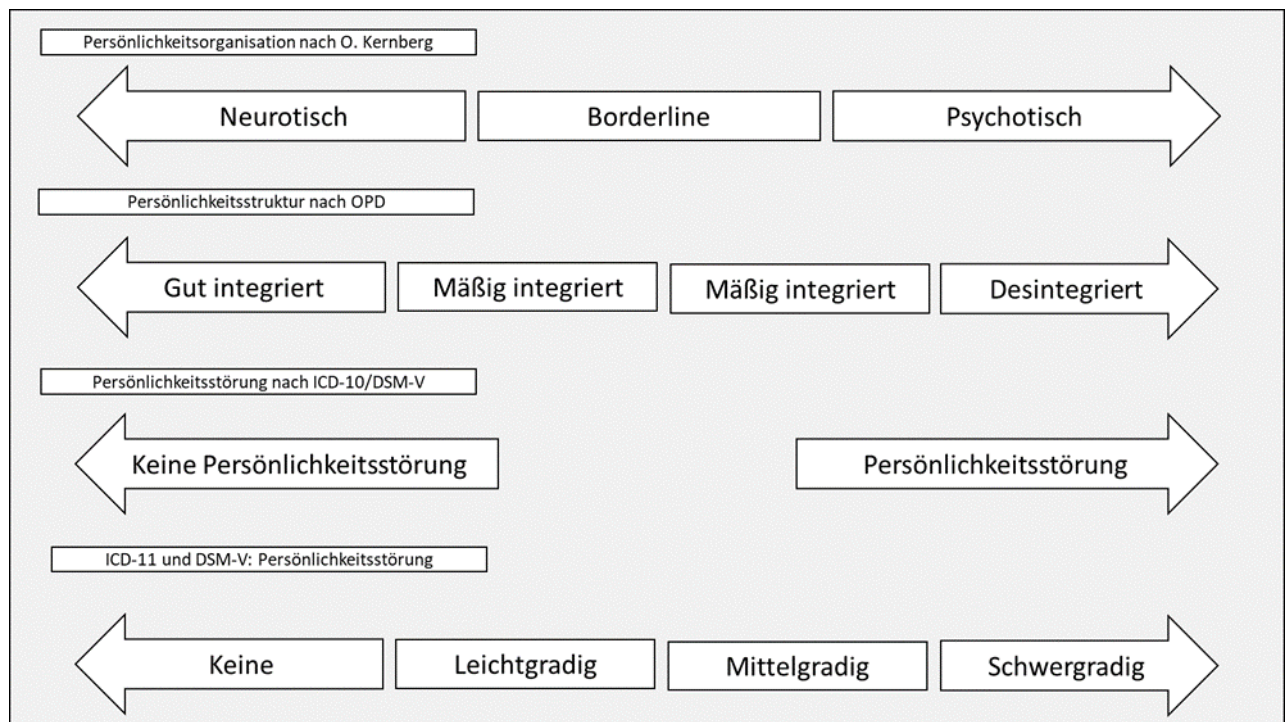 Persönlichkeitsorganisation nach O. Kernberg
Neurotisch
Borderline
Psychotisch
Persönlichkeitsstruktur nach OPD
Gut integriert
Mäßig integriert
Mäßig integriert
Desintegriert
Persönlichkeitsstörung nach ICD-10/DSM-V
Keine Persönlichkeitsstörung
Persönlichkeitsstörung
ICD-11 und DSM-V: Persönlichkeitsstörung
Keine
Leichtgradig
Mittelgradig
Schwergradig